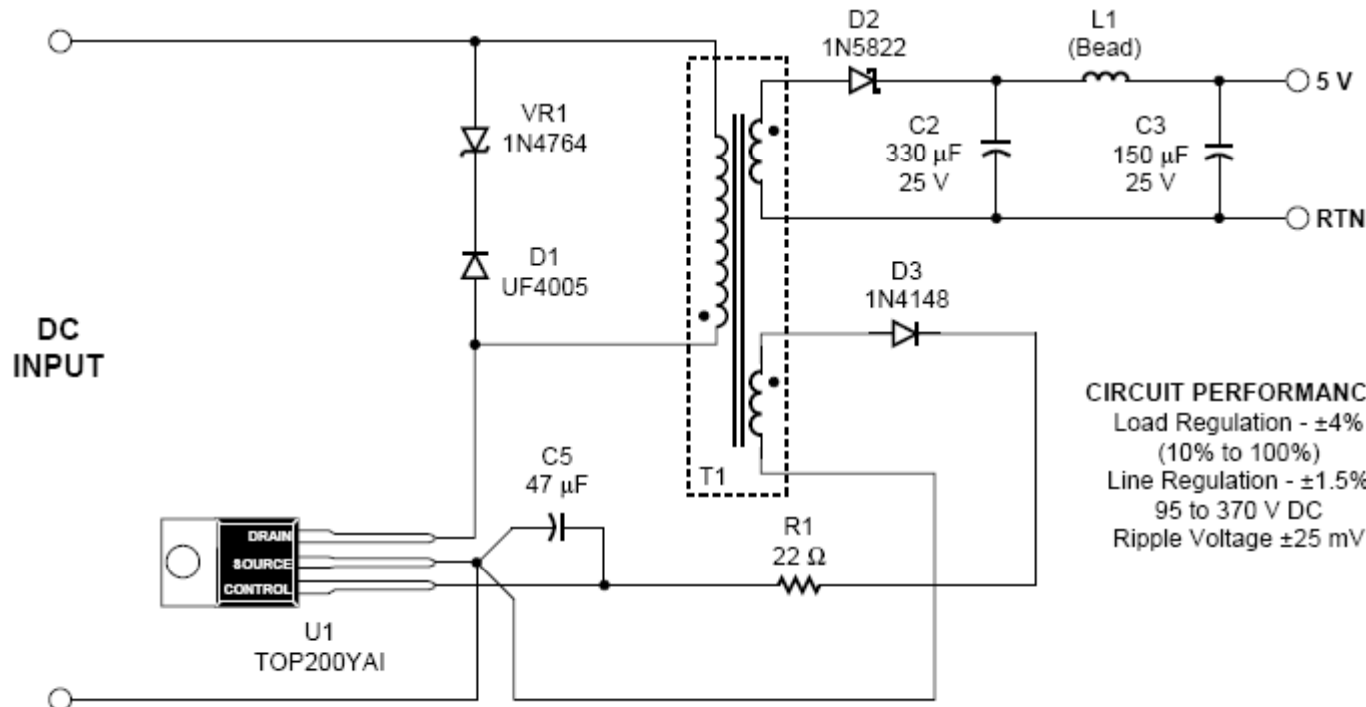 D2
1N5822
L1
(Bead)
5 V
VR1
1N4764
C2
330 µF
25 V
C3
150 µF
25 V
RTN
D1
UF4005
D3
1N4148
DC
INPUT
CIRCUIT PERFORMANC
Load Regulation - ±4%
(10% to 100%)
Line Regulation - ±1.5%
95 to 370 V DC
Ripple Voltage ±25 mV
T1
C5
47 µF
R1
22 Ω
DRAIN
SOURCE
CONTROL
U1
TOP200YAI